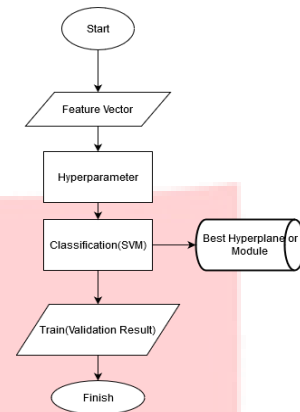 Start
Feature Vector
Hyperparameter
Classification(SVM)
Best Hyperplane or
Module
Train(Validation Result)
Finish